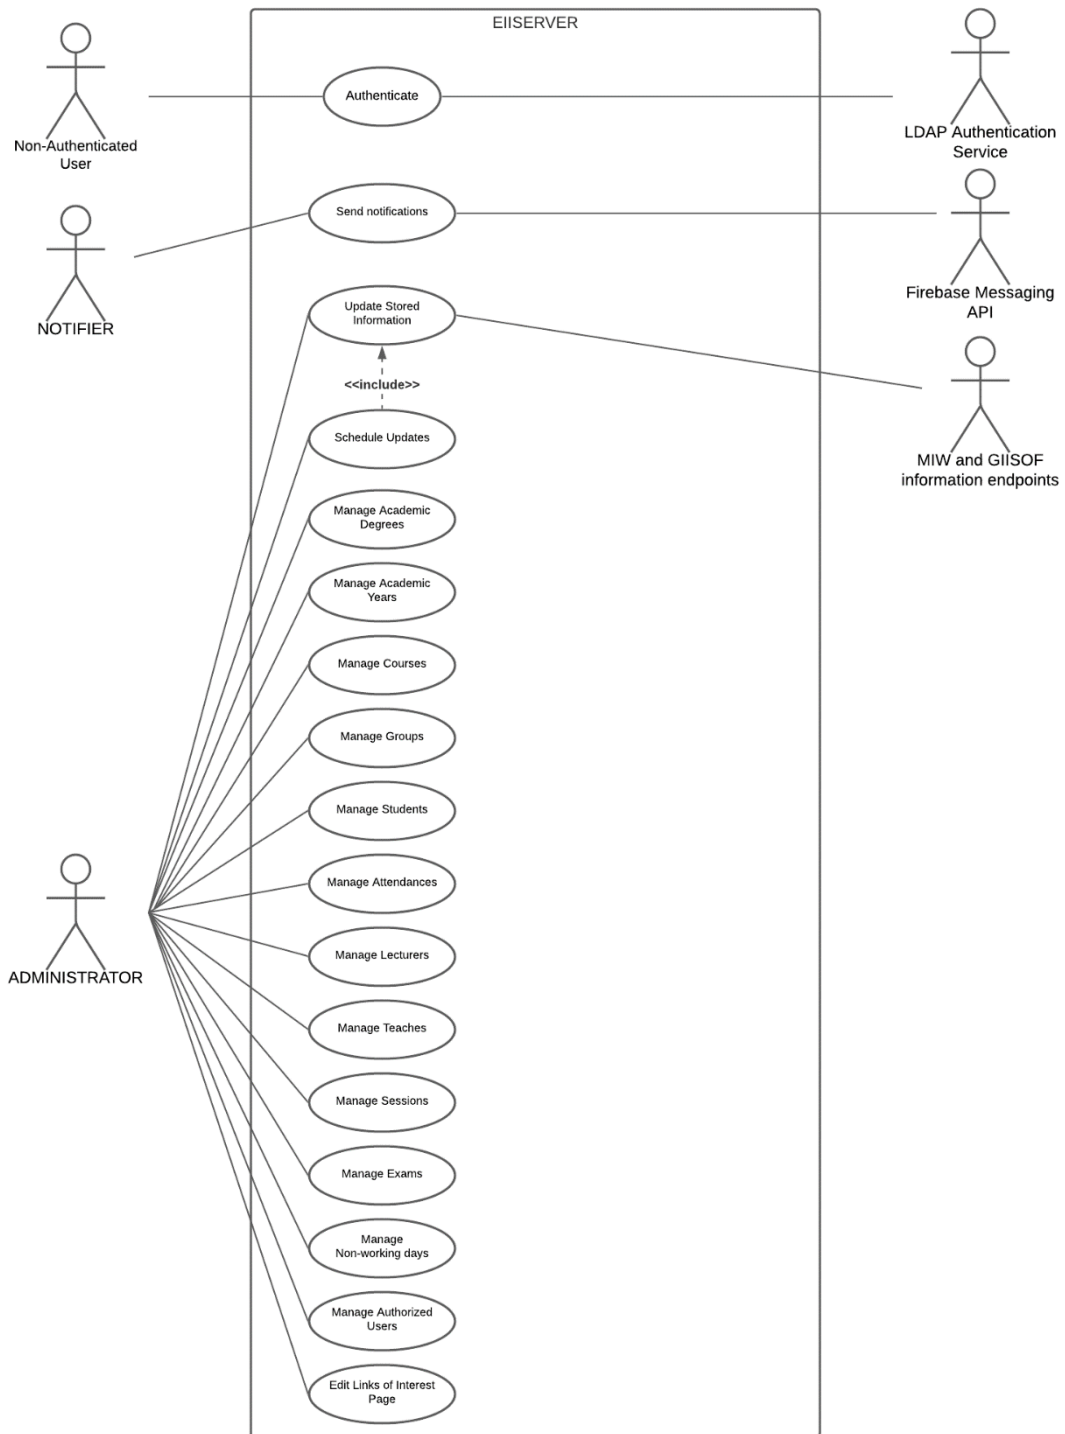 EIISERVER
Non-Authenticated
User
Authenticate
LDAP Authentication
Service
NOTIFIER
Send notifications
Firebase Messaging
API
Update Stored
Information
<<include>>
MIW and GIISOF
information endpoints
Schedule Updates
Manage Academic
Degrees
Manage Academic
Years
Manage Courses
Manage Groups
Manage Students
Manage Attendances
ADMINISTRATOR
Manage Lecturers
Manage Teaches
Manage Sessions
Manage Exams
Manage
Non-working days
Manage Authorized
Users
Edit Links of Interest
Page